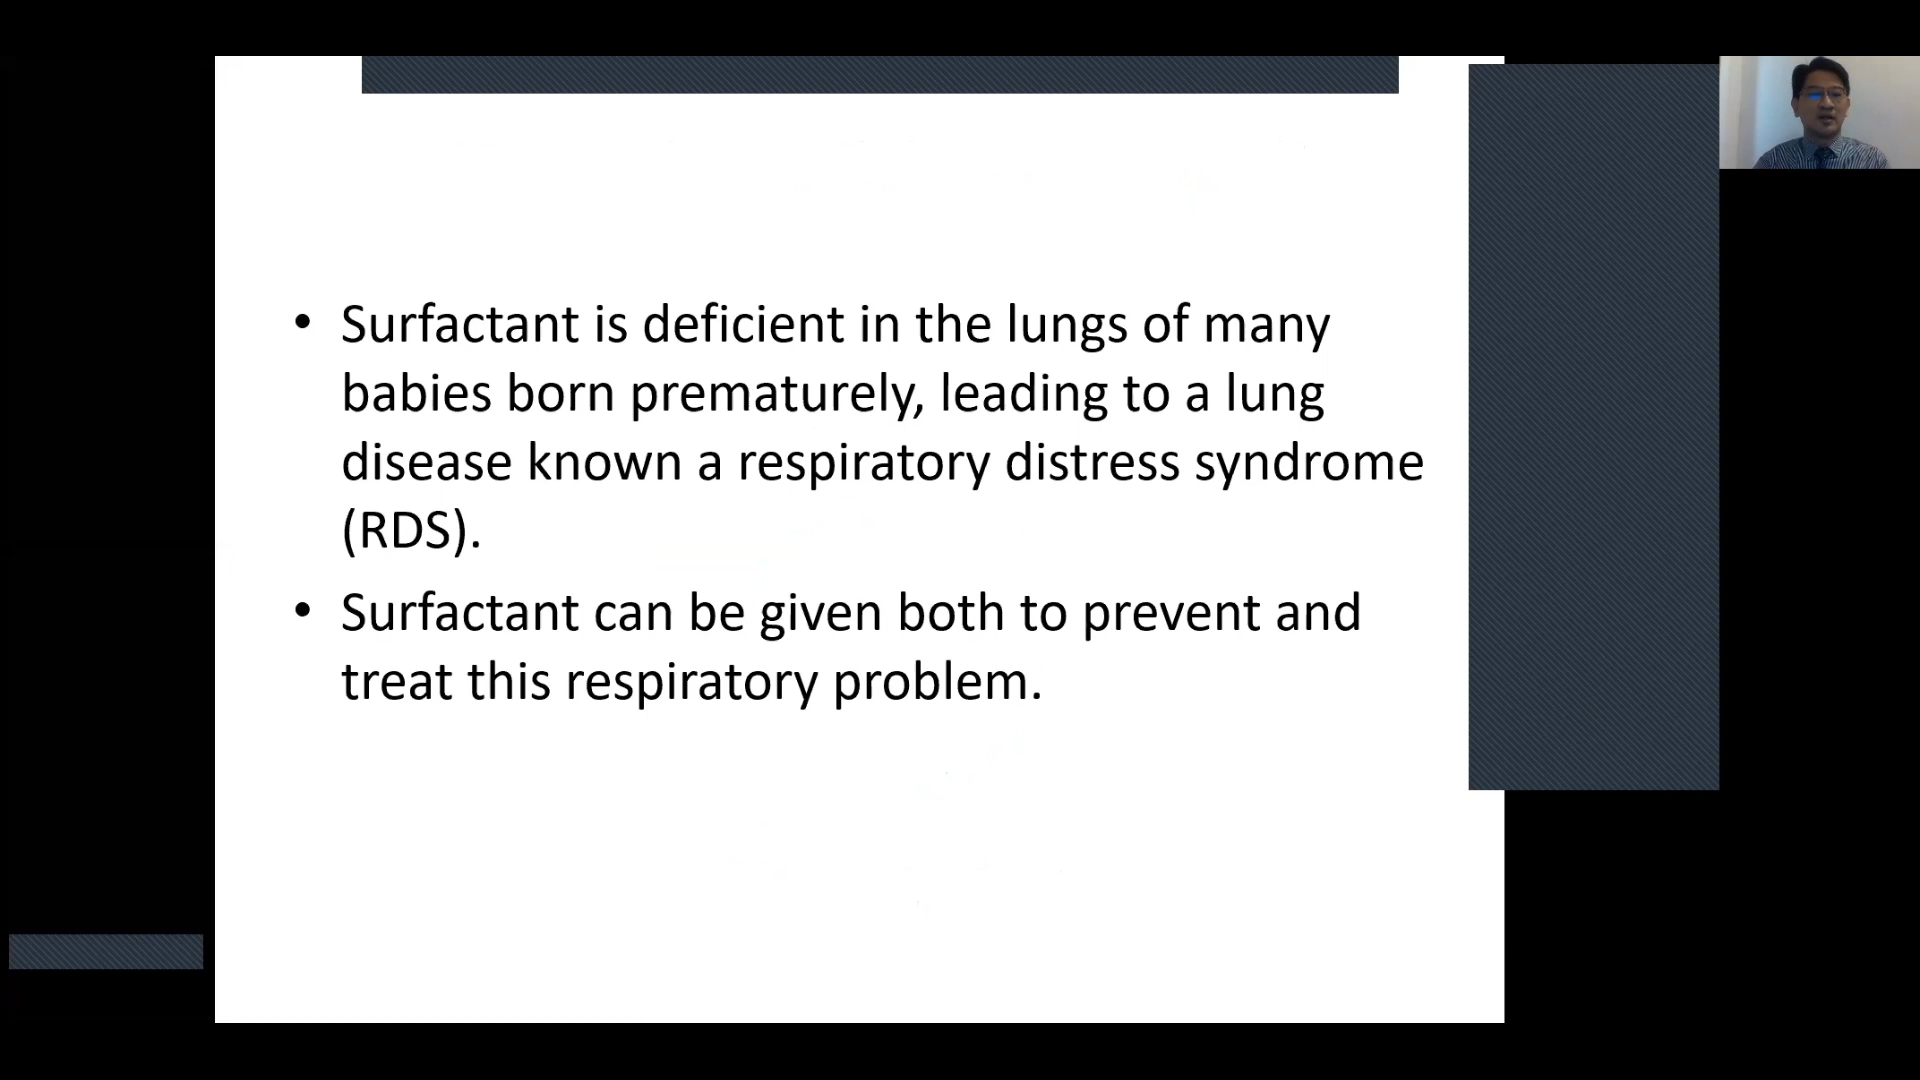 • Surfactant is deficient in the lungs of many
babies born prematurely, leading to a lung
disease known a respiratory distress syndrome
(RDS).
• Surfactant can be given both to prevent and
treat this respiratory problem.